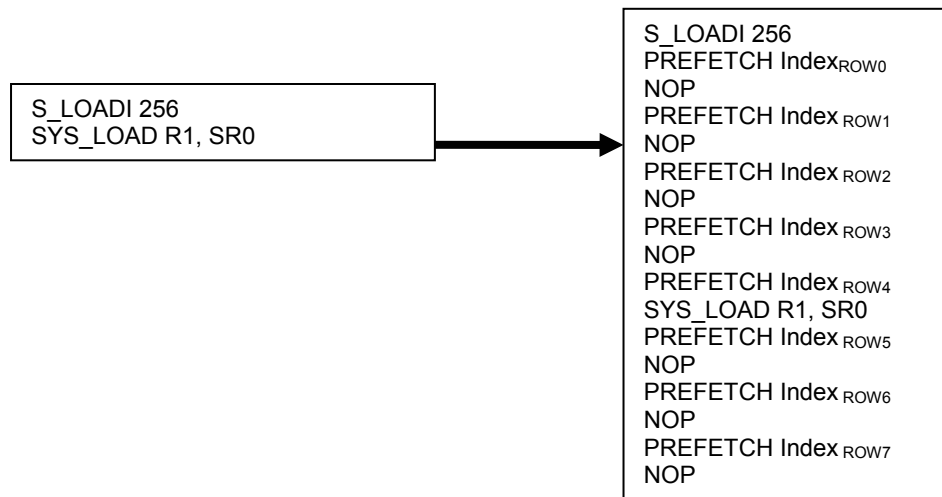 S_LOADI 256
SYS_LOAD R1, SR0
S_LOADI 256
PREFETCH IndexROW0
NOP
PREFETCH Index ROW1
NOP
PREFETCH Index ROW2
NOP
PREFETCH Index ROW3
NOP
PREFETCH Index ROW4
SYS_LOAD R1, SR0
PREFETCH Index ROW5
NOP
PREFETCH Index ROW6
NOP
PREFETCH Index ROW7
NOP